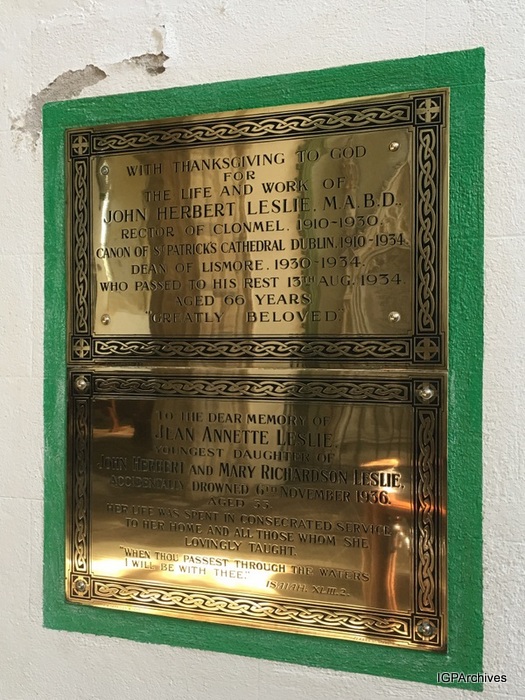 WITH THANKSGIVING TO GOD
FOR
THE LIFE AND WORK OF
JOHN HERBERT LESLIE. M.A.B.D.,
RECTOR OF CLONMEL. 1910~1930.
CANON OF ST PATRICK'S CATHEDRAL DUBLIN. 1910~1934.
DEAN OF LISMORE. 1930~1934.
WHO PASSED TO HIS REST 13TH AUG. 1934
AGED 66 YEARS
"GREATLY BELOVED"
TO THE DEAR MEMORY OF
JEAN ANNETTE LESLIE
YOUNGEST DAUGHTER OF
JOHN HERBERT AND MARY RICHARDSON LESLIE,
ACCIDENTALLY DROWNED 6TH NOVEMBER 1936.
AGED
HER LIFE WAS SPENT IN CONSECRATED SERVICE
TO HER HOME AND ALL THOSE WHOM SHE
LOVINGLY TAUGHT.
"WHEN THOU PASSEST THROUGH THE WATERS
I WILL BE WITH THEE."
ISAIAH. XLIII.2.
IGPArchives